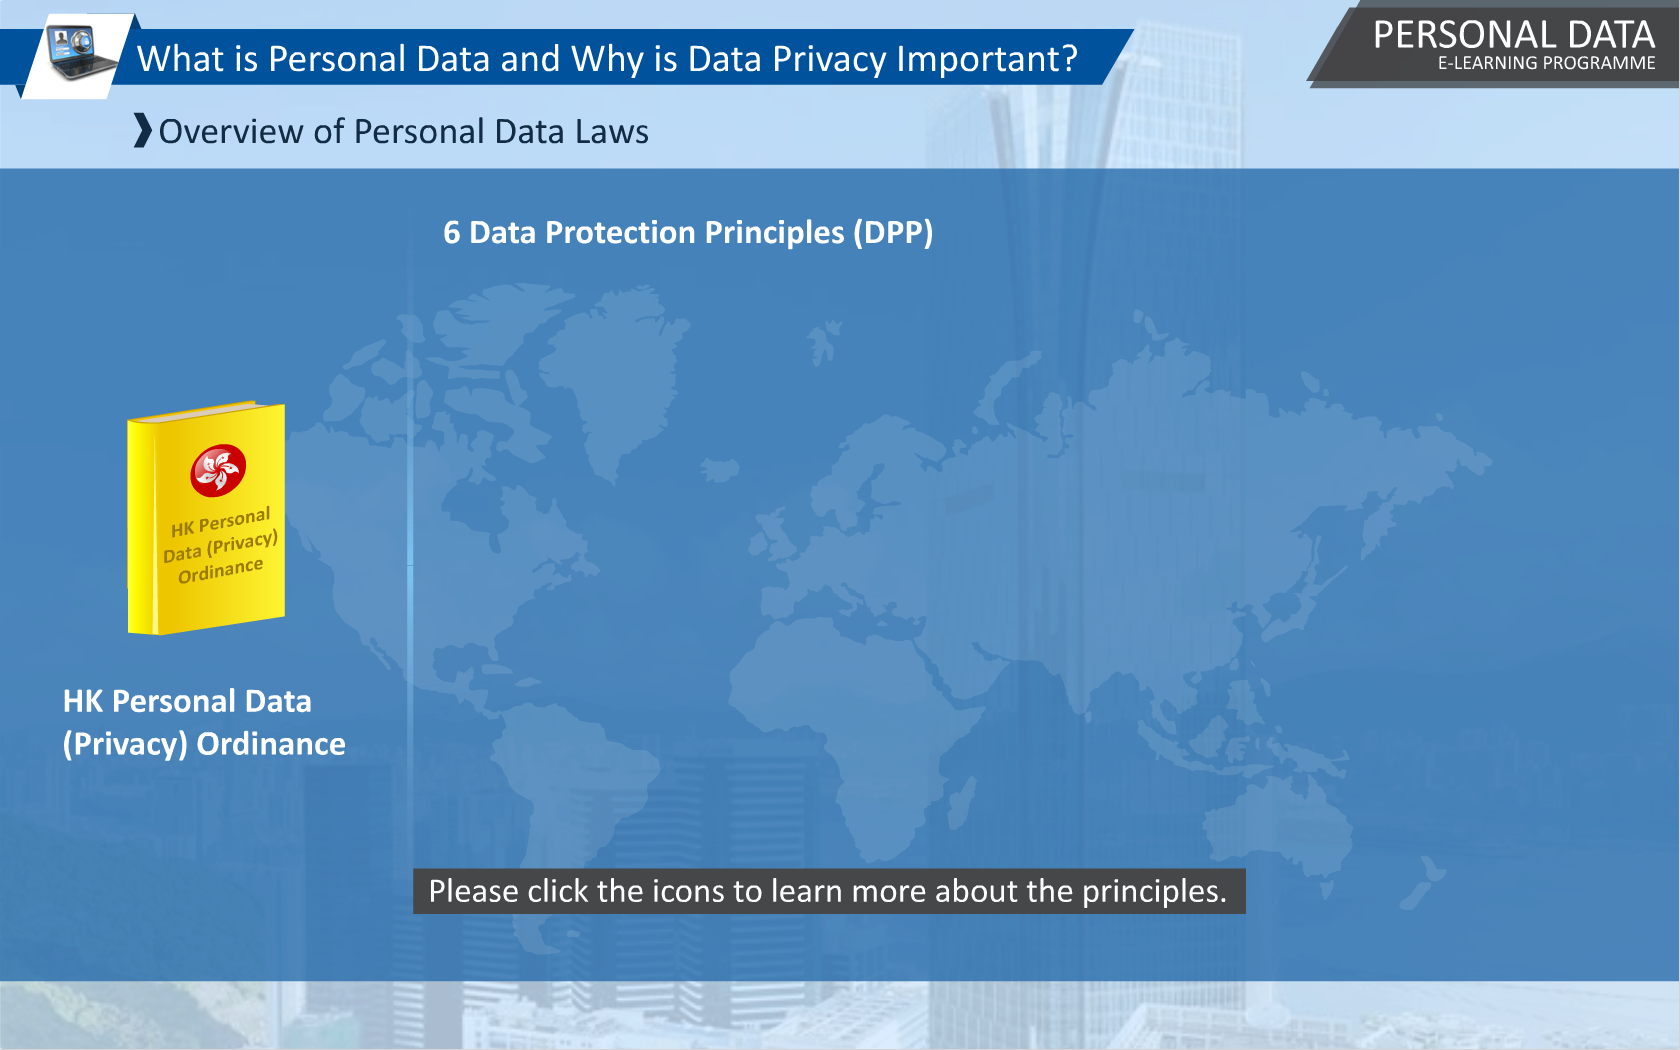 What is Personal Data and Why is Data Privacy Important?
PERSONAL DATA
E-LEARNING PROGRAMME
Overview of Personal Data Laws
6 Data Protection Principles (DPP)
HK Personal
Data (Privacy)
Ordinance
HK Personal Data
(Privacy) Ordinance
Please click the icons to learn more about the principles.